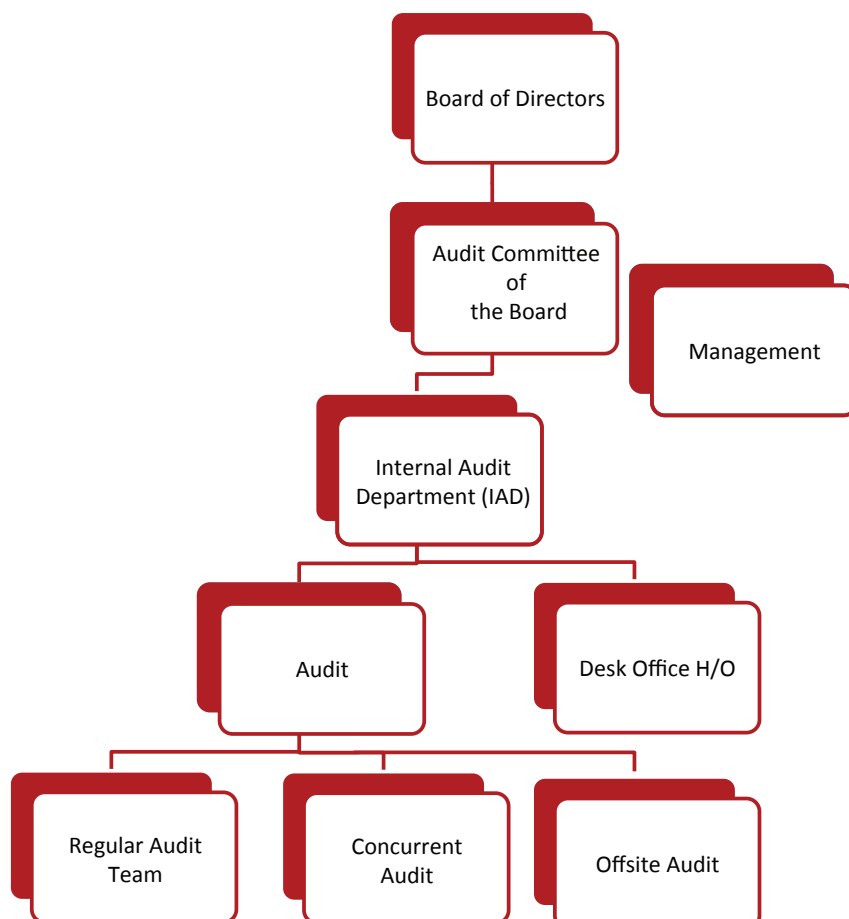 Board of Directors
Audit Committee
of
the Board
Management
Internal Audit
Department (IAD)
Audit
Desk Office H/O
Regular Audit
Team
Concurrent
Audit
Offsite Audit